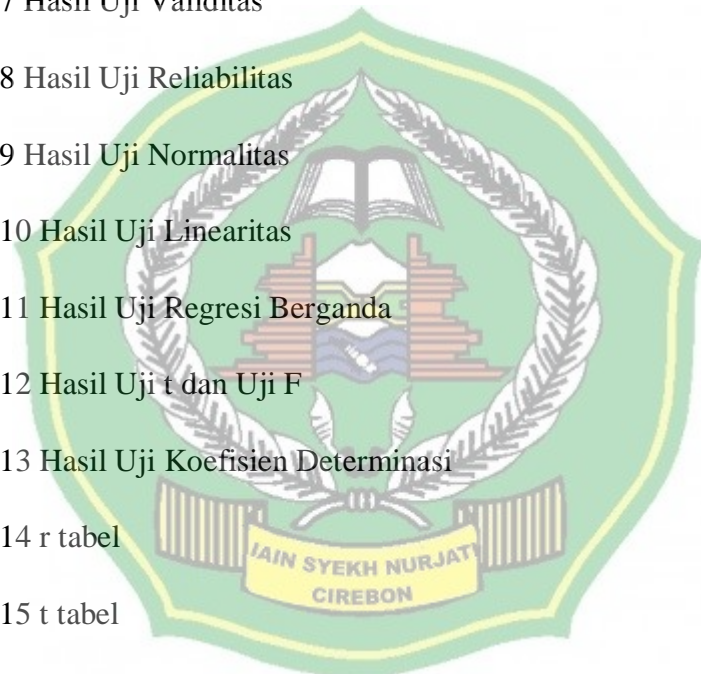 7 Hasil Uji Validitas
8 Hasil Uji Reliabilitas
9 Hasil Uji Normalitas
10 Hasil Uji Linearitas
11 Hasil Uji Regresi Berganda
12 Hasil Uji t dan Uji F
13 Hasil Uji Koefisien Determinasi
14 r tabel
15 t tabel
IAIN SYEKH NURJATI
CIREBON